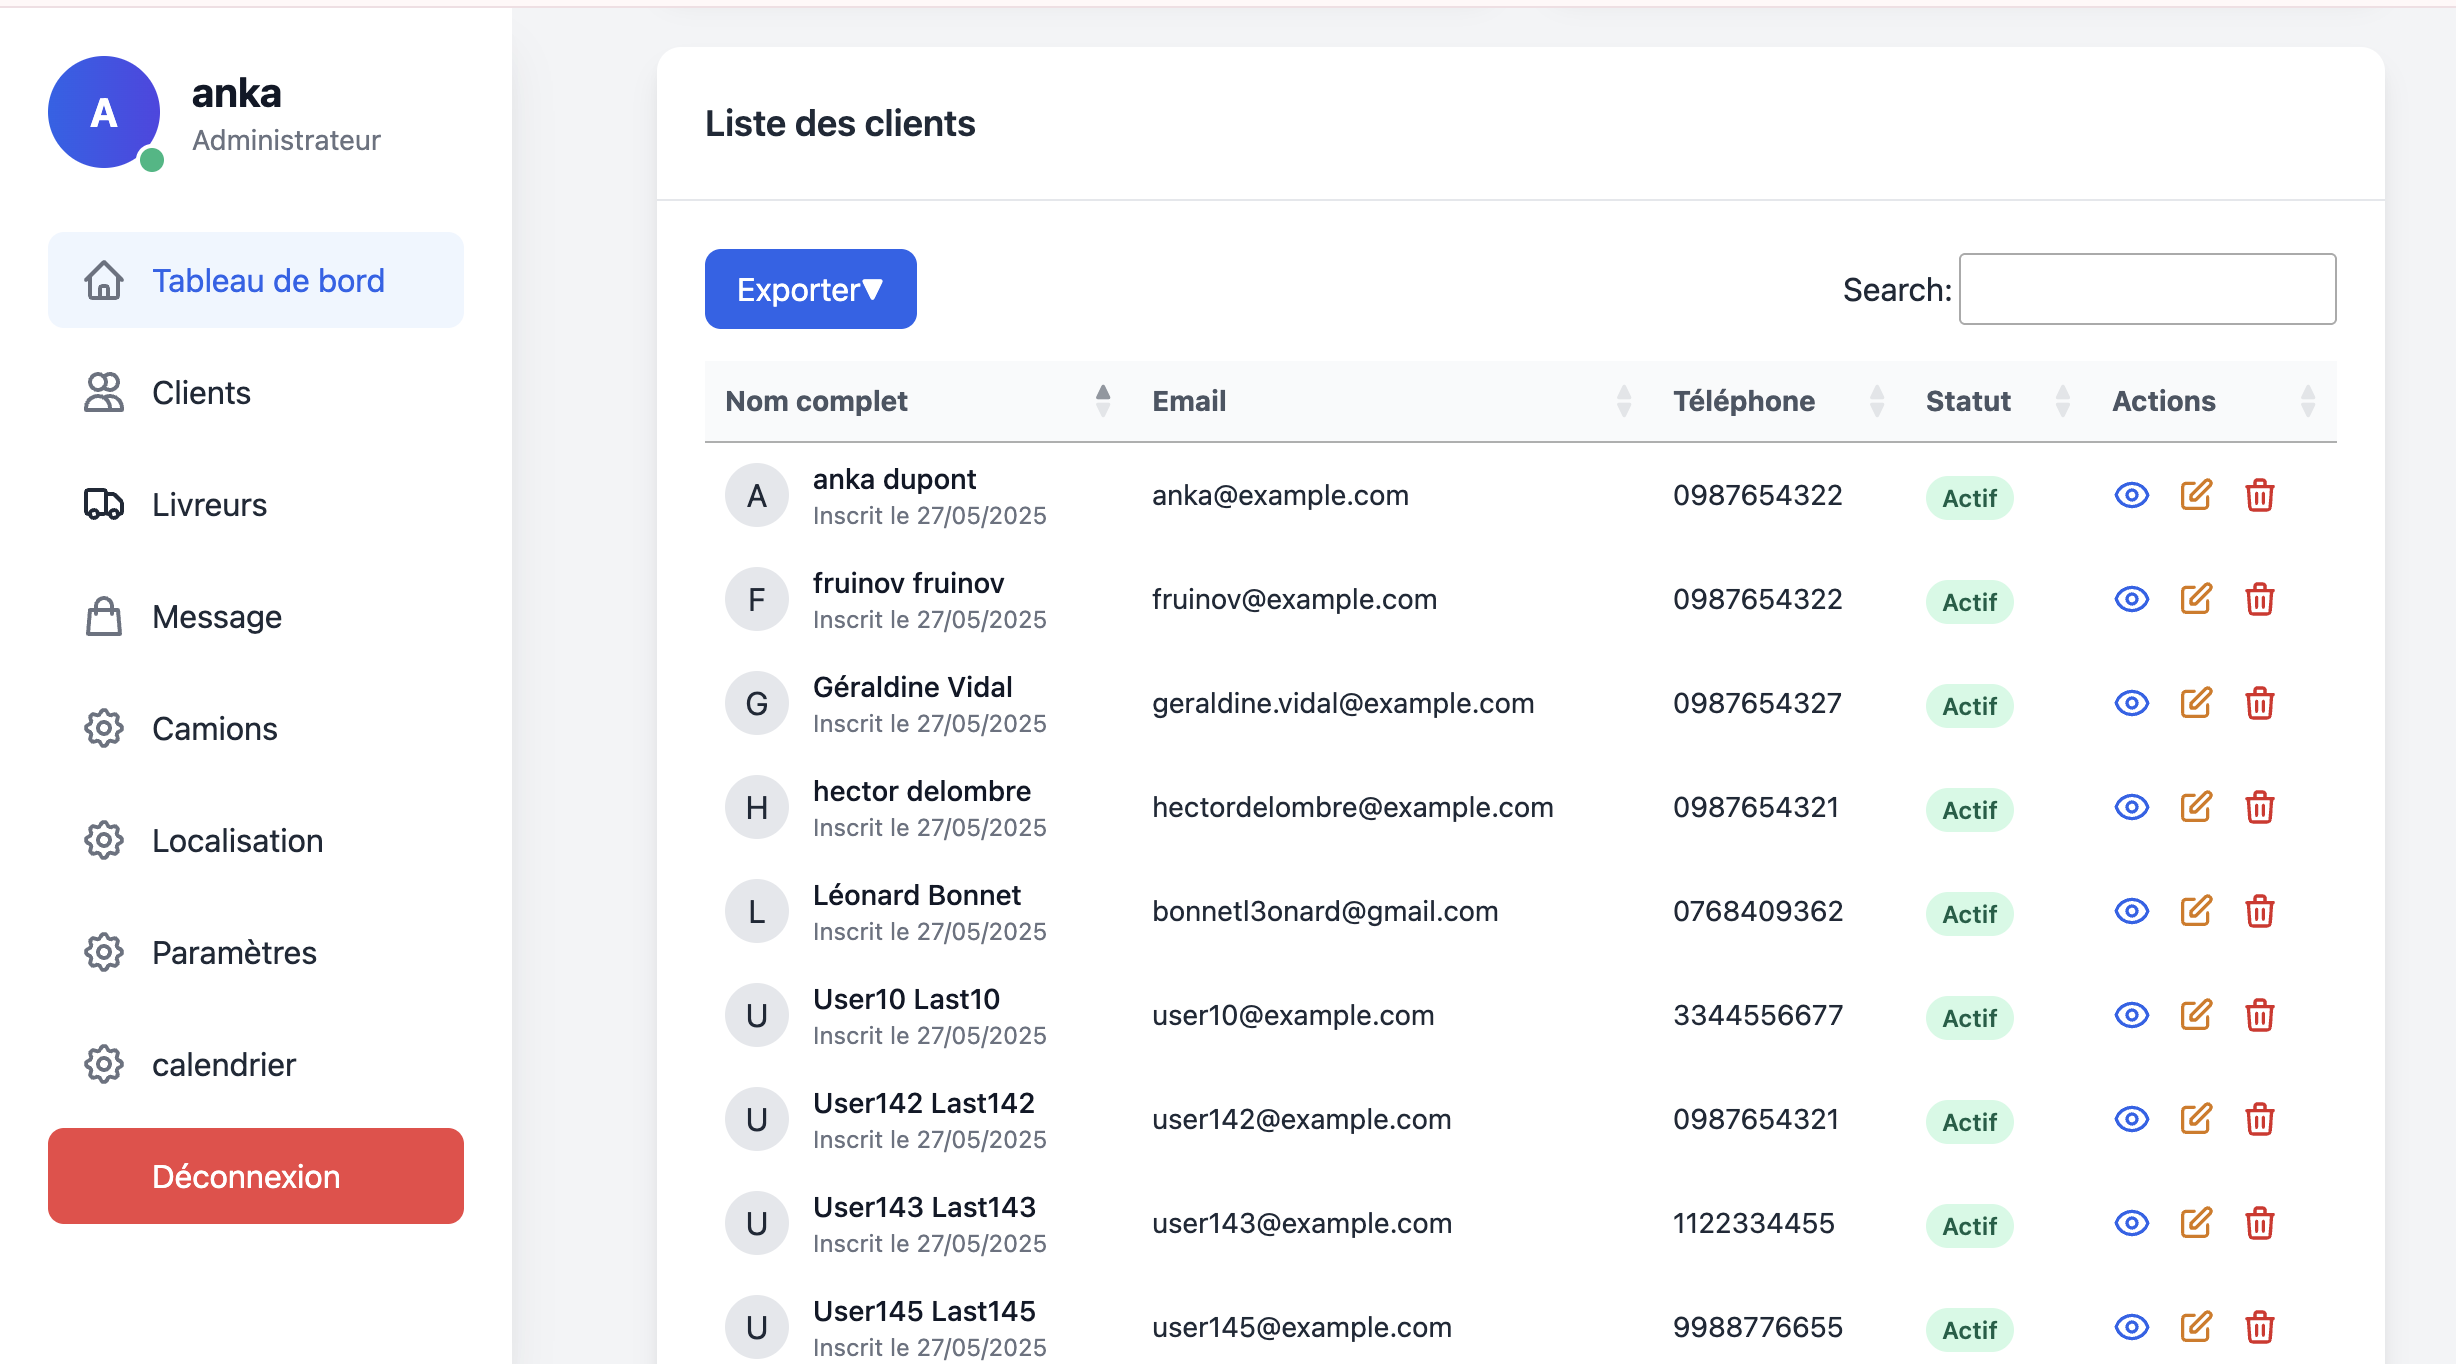 A
anka
Administrateur
Tableau de bord
Clients
Livreurs
Message
Camions
Localisation
Paramètres
calendrier
Déconnexion
Liste des clients
Exporter▼
Search:
Nom complet Email Téléphone Statut Actions
A anka dupont anka@example.com 0987654322 Actif
Inscrit le 27/05/2025
F fruinov fruinov fruinov@example.com 0987654322 Actif
Inscrit le 27/05/2025
G Géraldine Vidal geraldine.vidal@example.com 0987654327 Actif
Inscrit le 27/05/2025
H hector delombre hectordelombre@example.com 0987654321 Actif
Inscrit le 27/05/2025
L Léonard Bonnet bonnetl3onard@gmail.com 0768409362 Actif
Inscrit le 27/05/2025
U User10 Last10 user10@example.com 3344556677 Actif
Inscrit le 27/05/2025
U User142 Last142 user142@example.com 0987654321 Actif
Inscrit le 27/05/2025
U User143 Last143 user143@example.com 1122334455 Actif
Inscrit le 27/05/2025
U User145 Last145 user145@example.com 9988776655 Actif
Inscrit le 27/05/2025